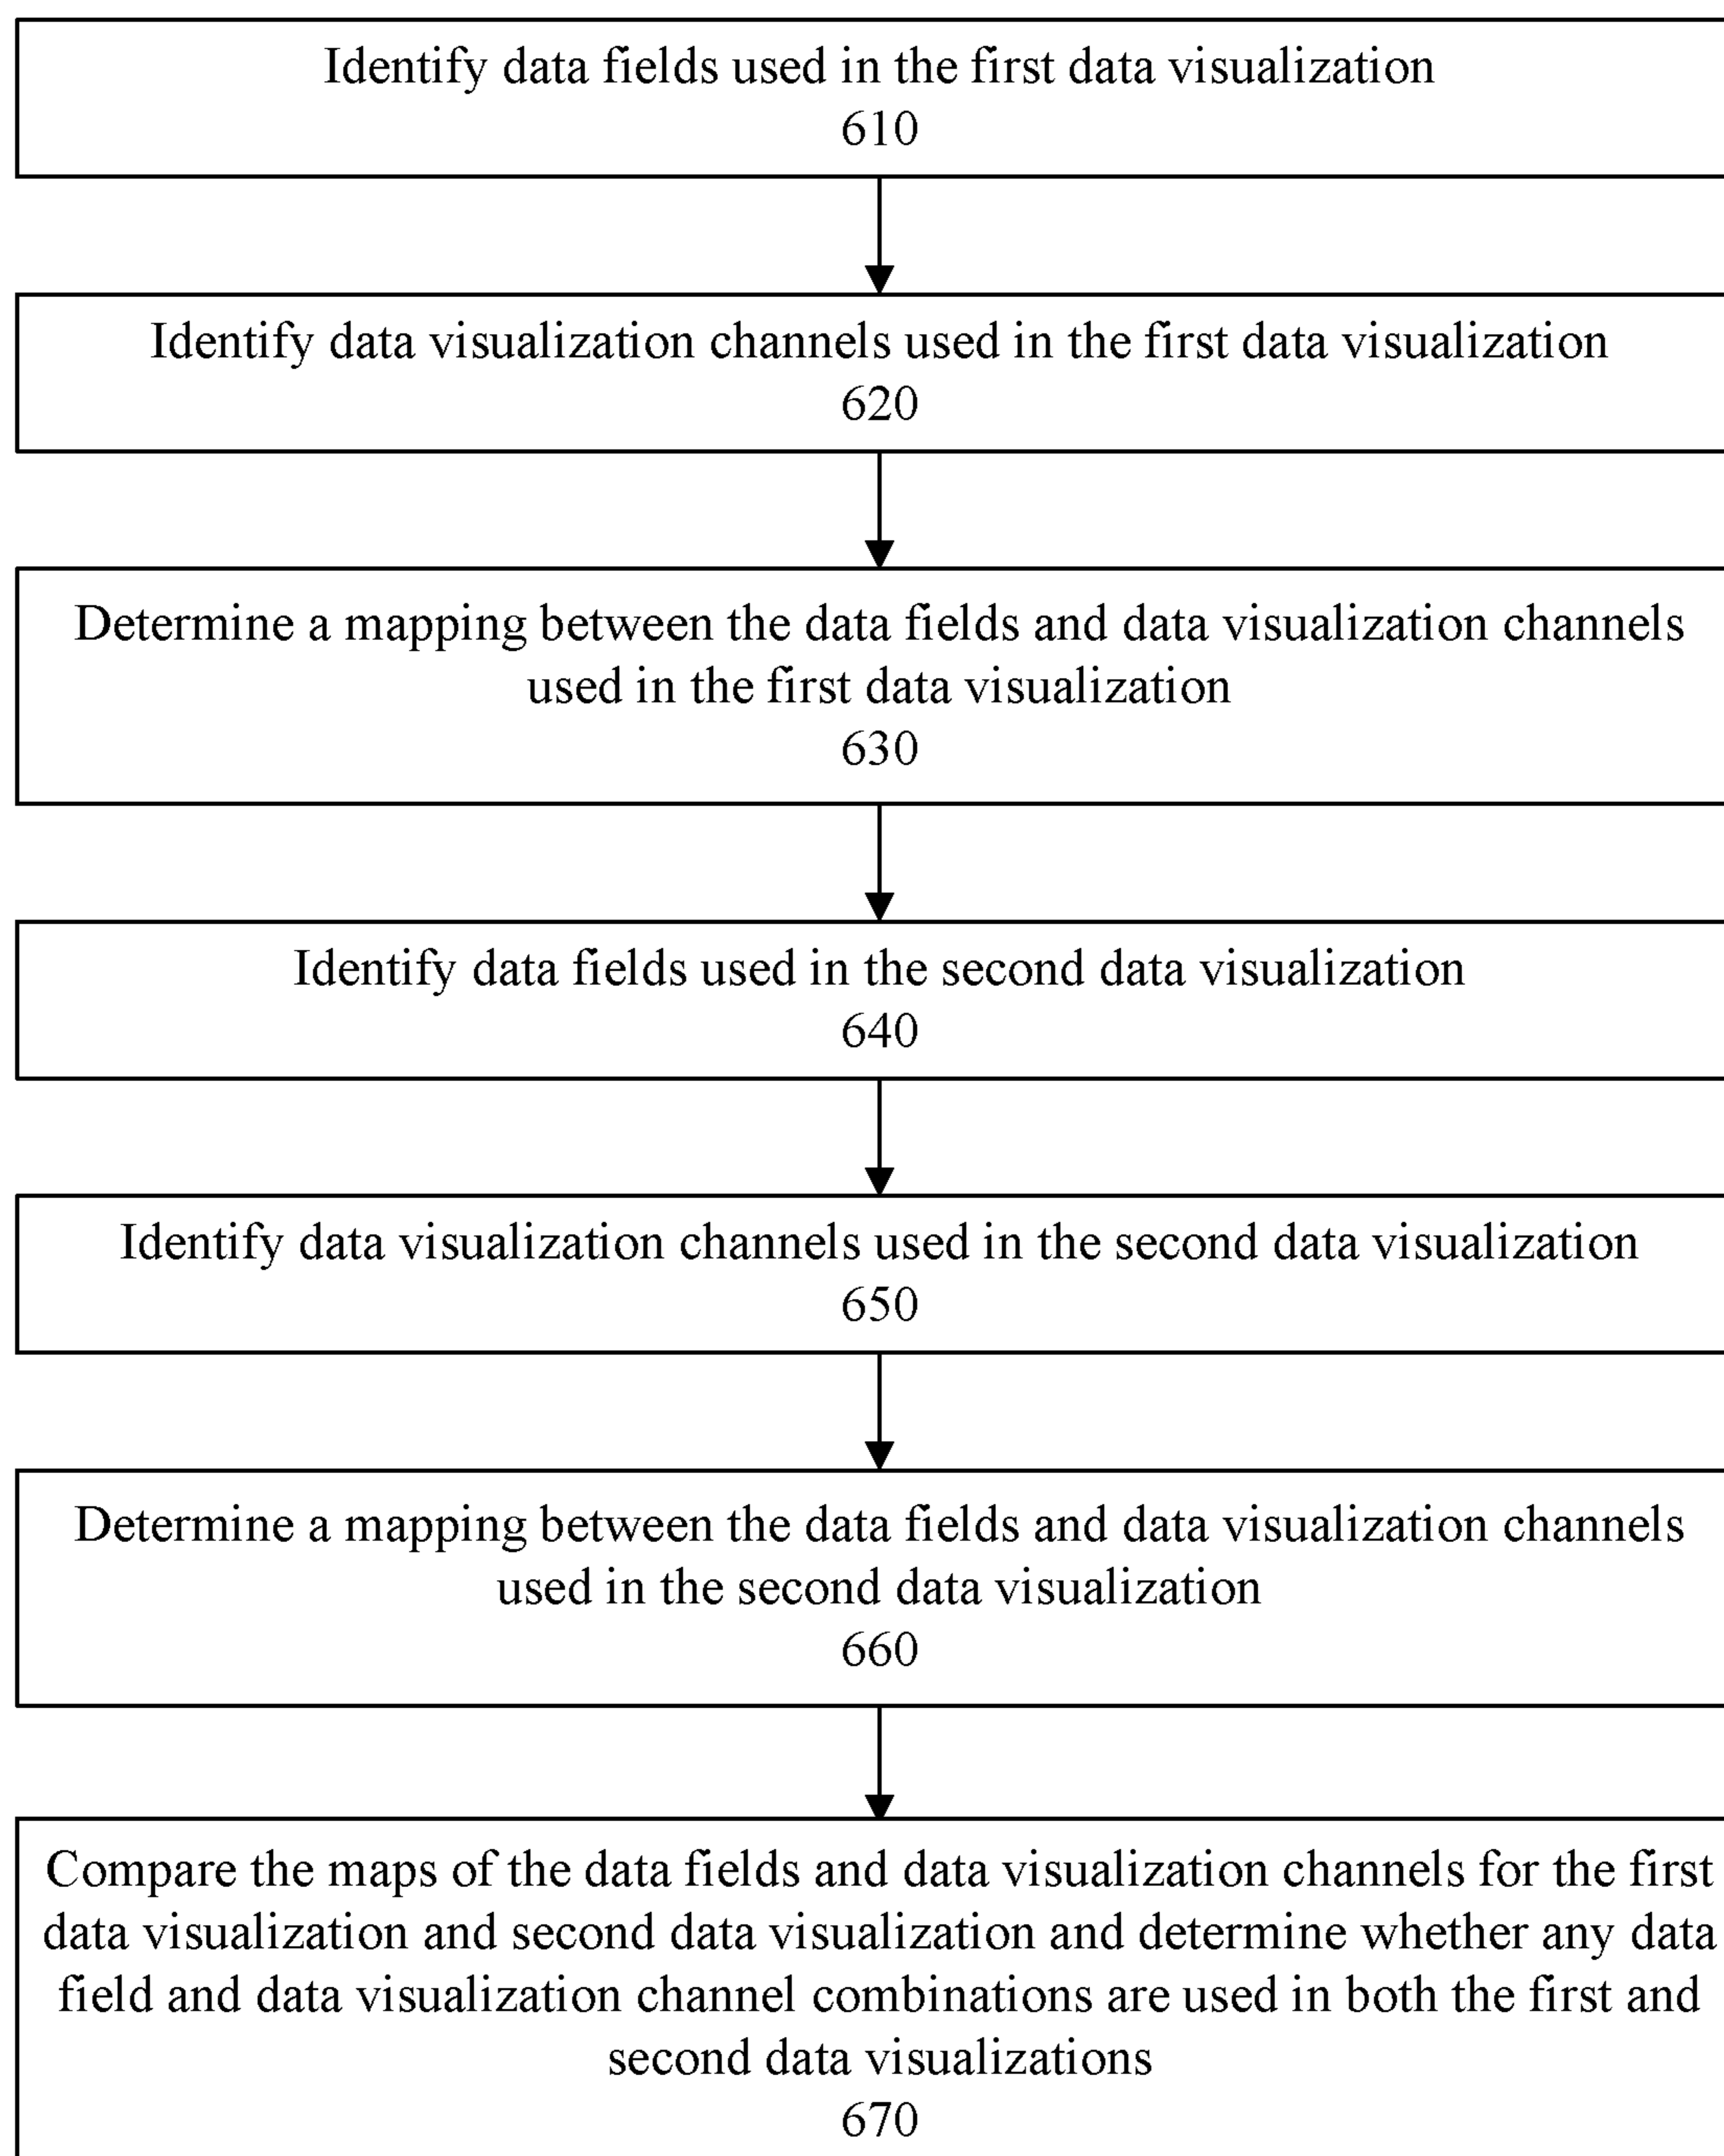 Identify data fields used in the first data visualization
610
Identify data visualization channels used in the first data visualization
620
Determine a mapping between the data fields and data visualization channels
used in the first data visualization
630
Identify data fields used in the second data visualization
640
Identify data visualization channels used in the second data visualization
650
Determine a mapping between the data fields and data visualization channels
used in the second data visualization
660
Compare the maps of the data fields and data visualization channels for the first
data visualization and second data visualization and determine whether any data
field and data visualization channel combinations are used in both the first and
second data visualizations
670